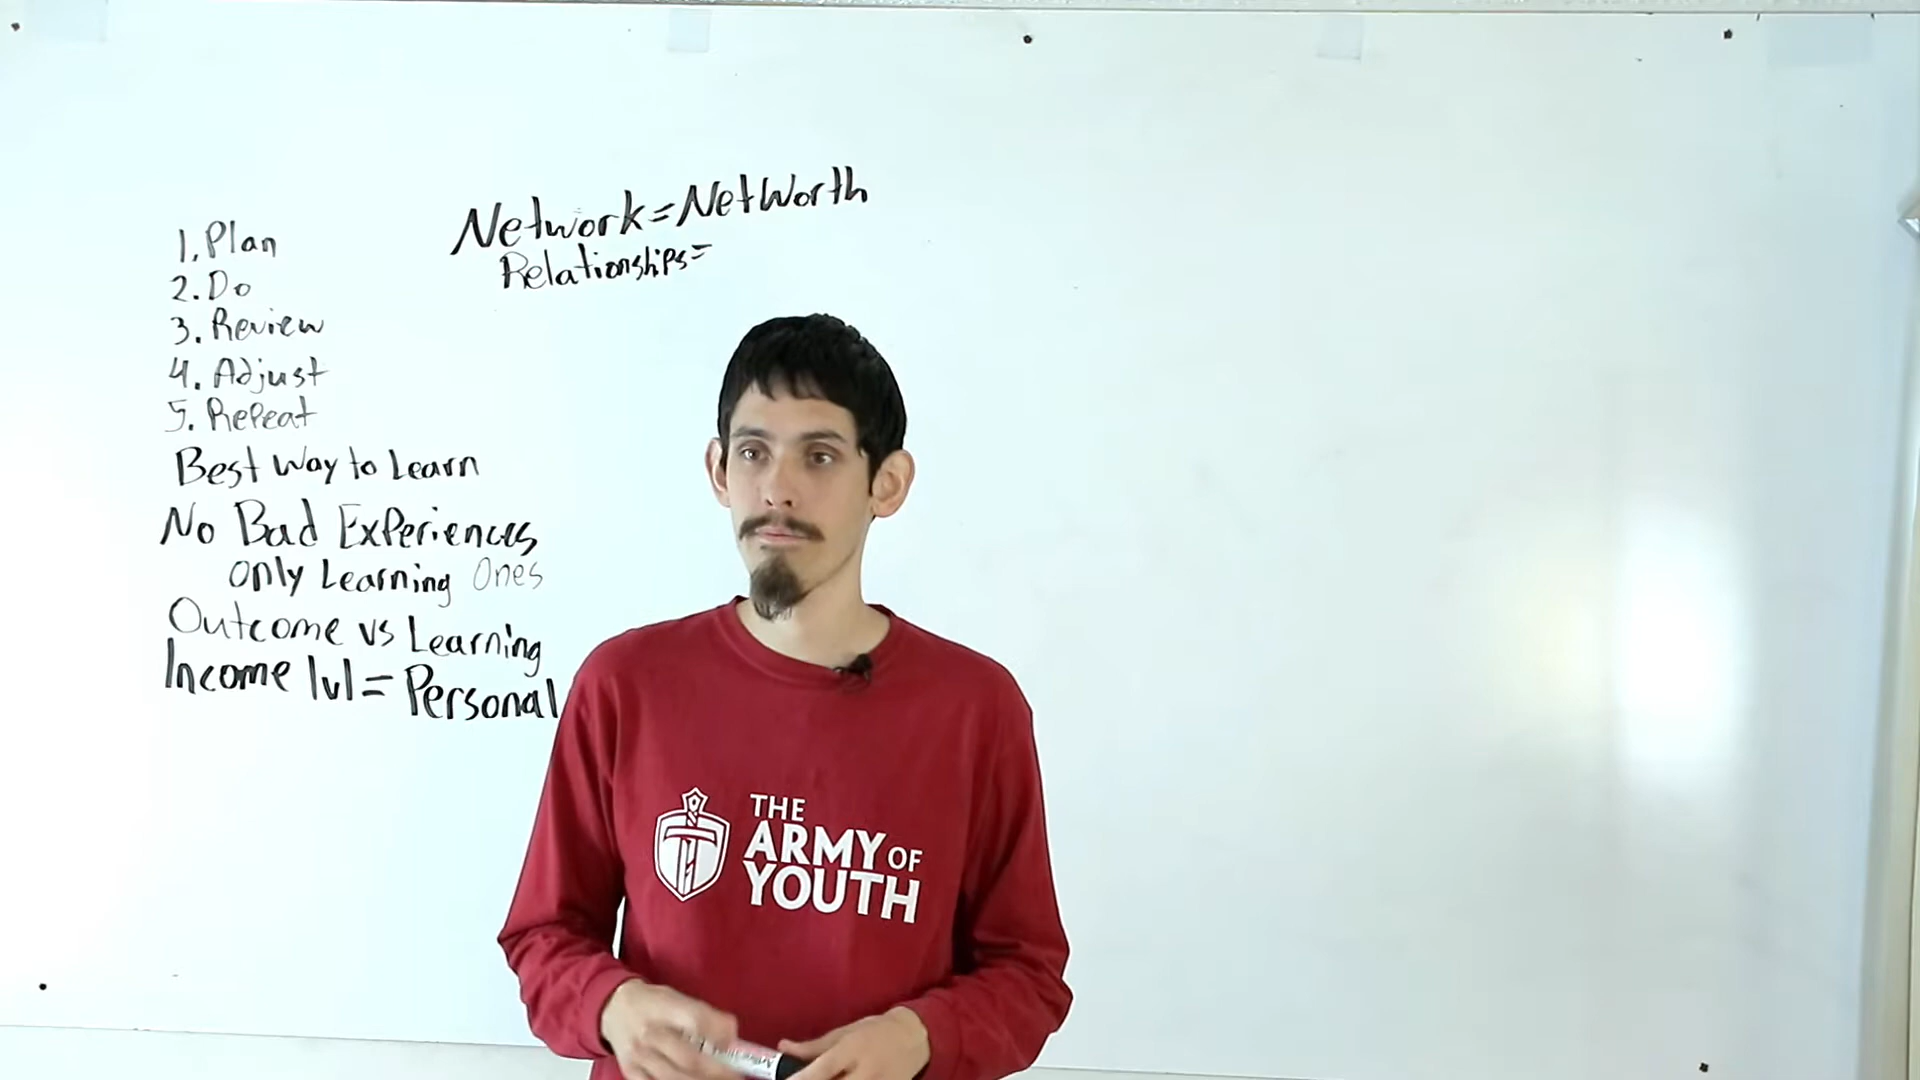 1. Plan
2. Do
3. Review
4. Adjust
5. Repeat
Best Way to Learn
No Bad Experiences
only Learning Ones
Outcome vs Learning
Income lvl = Personal
Network = NetWorth
Relationships =
THE
ARMY OF
YOUTH